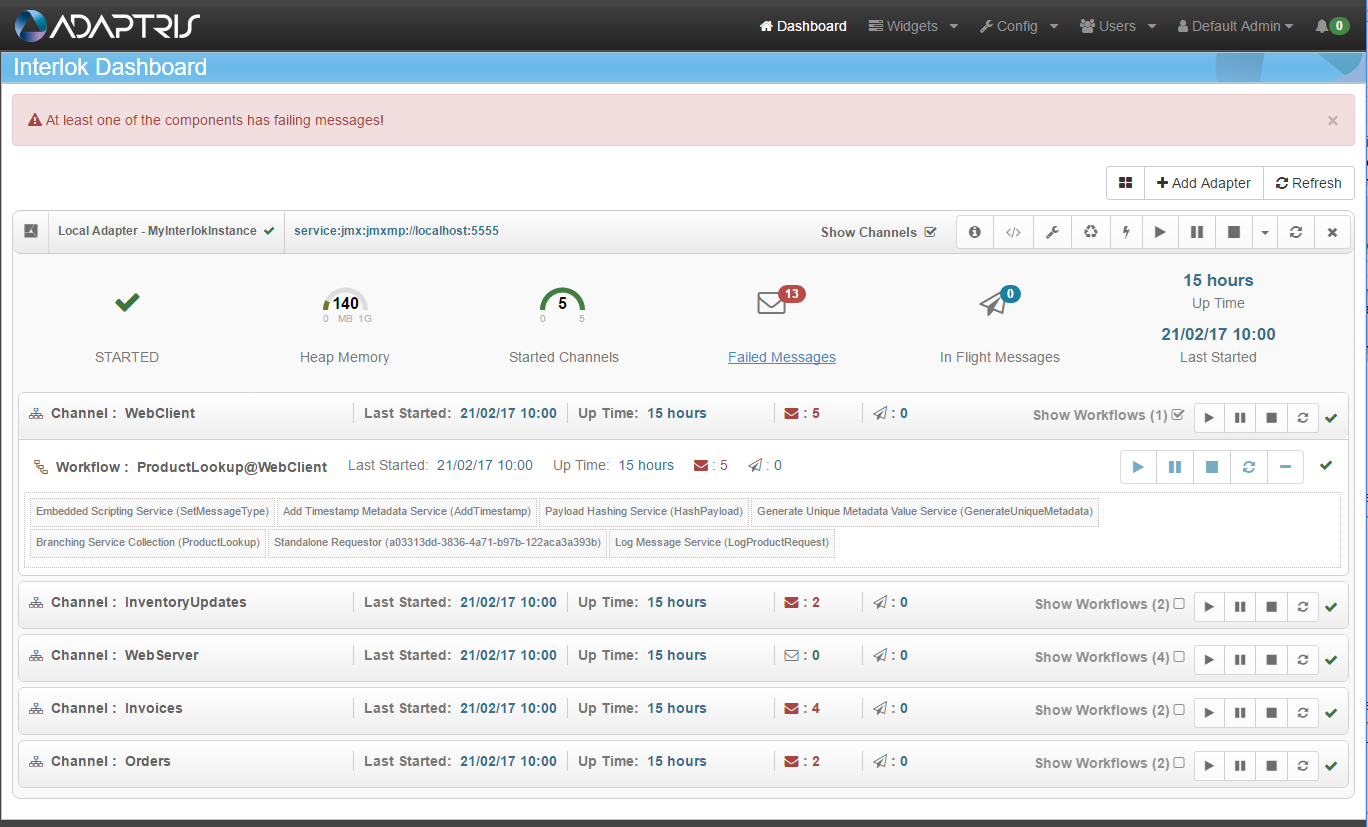 ADAPTRIS Dashboard Widgets Config Users Default Admin 0
Interlok Dashboard
At least one of the components has failing messages! ×
Add Adapter Refresh
Local Adapter - MyInterlokInstance service:jmx:jmxmp://localhost:5555 Show Channels
140
0 MB 1G
Heap Memory
5
0 5
Started Channels
13
Failed Messages
0
In Flight Messages
STARTED
15 hours
Up Time
21/02/17 10:00
Last Started
Channel : WebClient Last Started: 21/02/17 10:00 Up Time: 15 hours : 5 : 0 Show Workflows (1)
Workflow : ProductLookup@WebClient Last Started: 21/02/17 10:00 Up Time: 15 hours : 5 : 0
Embedded Scripting Service (SetMessageType) Add Timestamp Metadata Service (AddTimestamp) Payload Hashing Service (HashPayload) Generate Unique Metadata Value Service (GenerateUniqueMetadata)
Branching Service Collection (ProductLookup) Standalone Requestor (a03313dd-3836-4a71-b97b-122aca3a393b) Log Message Service (LogProductRequest)
Channel : InventoryUpdates Last Started: 21/02/17 10:00 Up Time: 15 hours : 2 : 0 Show Workflows (2)
Channel : WebServer Last Started: 21/02/17 10:00 Up Time: 15 hours : 0 : 0 Show Workflows (4)
Channel : Invoices Last Started: 21/02/17 10:00 Up Time: 15 hours : 4 : 0 Show Workflows (2)
Channel : Orders Last Started: 21/02/17 10:00 Up Time: 15 hours : 2 : 0 Show Workflows (2)